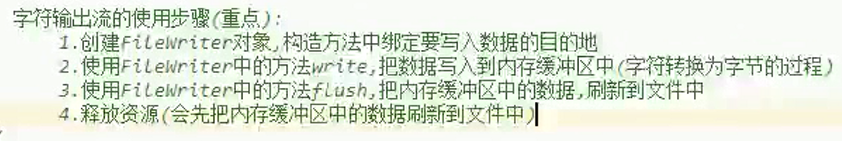 字符输出流的使用步骤(重点):
1.创建FileWriter对象,构造方法中绑定要写入数据的目的地
2.使用FileWriter中的方法write,把数据写入到内存缓冲区中(字符转换为字节的过程)
3.使用FileWriter中的方法flush,把内存缓冲区中的数据,刷新到文件中
4.释放资源(会先把内存缓冲区中的数据刷新到文件中)